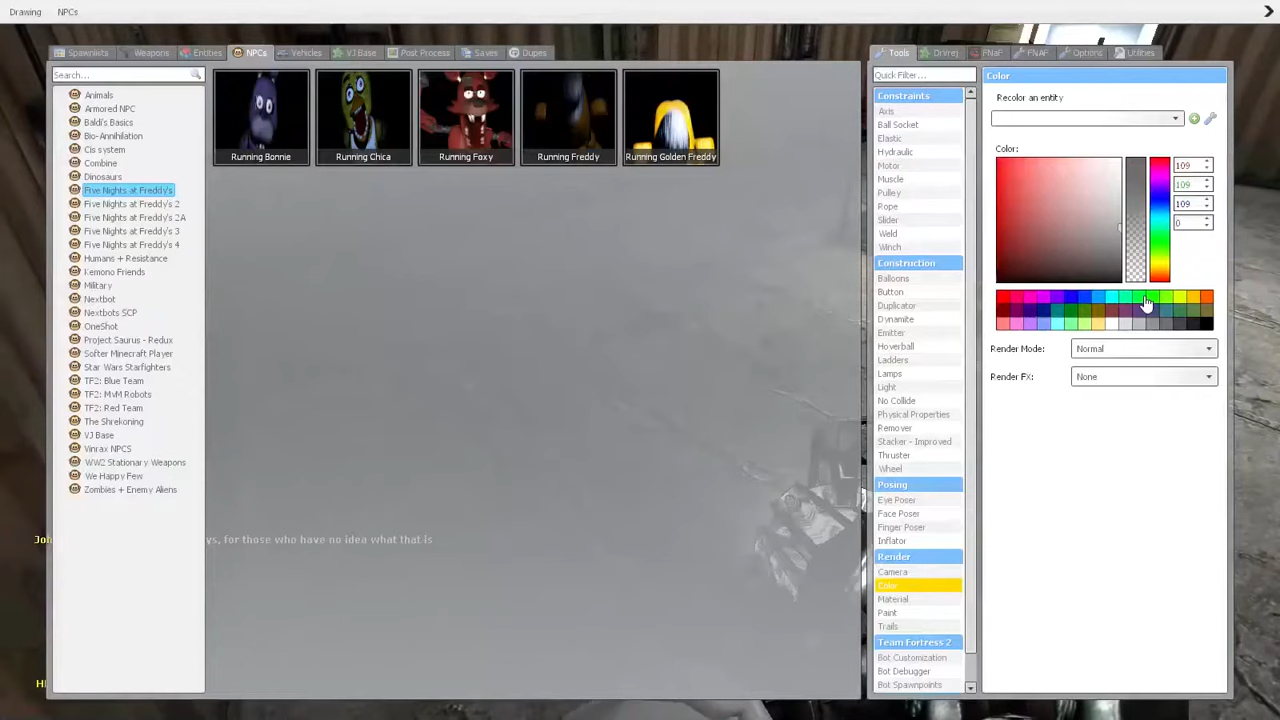 Drawing NPCs
Spawnlists Weapons Entities NPCs Vehicles VJ Base Post Process Saves Dupes
Tools Drivrej FNaF FNAF Options Utilities
Search...
Animals
Armored NPC
Baldi's Basics
Bio-Annihilation
Cis system
Combine
Dinosaurs
Five Nights at Freddy's
Five Nights at Freddy's 2
Five Nights at Freddy's 2A
Five Nights at Freddy's 3
Five Nights at Freddy's 4
Humans + Resistance
Kemono Friends
Military
Nextbot
Nextbots SCP
OneShot
Project Saurus - Redux
Softer Minecraft Player
Star Wars Starfighters
TF2: Blue Team
TF2: MvM Robots
TF2: Red Team
The Shrekoning
VJ Base
Vinrax NPCS
WW2 Stationary Weapons
We Happy Few
Zombies + Enemy Aliens
Running Bonnie
Running Chica
Running Foxy
Running Freddy
Running Golden Freddy
ys, for those who have no idea what that is
Quick Filter...
Constraints
Axis
Ball Socket
Elastic
Hydraulic
Motor
Muscle
Pulley
Rope
Slider
Weld
Winch
Construction
Balloons
Button
Duplicator
Dynamite
Emitter
Hoverball
Ladders
Lamps
Light
No Collide
Physical Properties
Remover
Stacker - Improved
Thruster
Wheel
Posing
Eye Poser
Face Poser
Finger Poser
Inflator
Render
Camera
Color
Material
Paint
Trails
Team Fortress 2
Bot Customization
Bot Debugger
Bot Spawnpoints
Color
Recolor an entity
Color:
109
109
109
0
Render Mode: Normal
Render FX: None